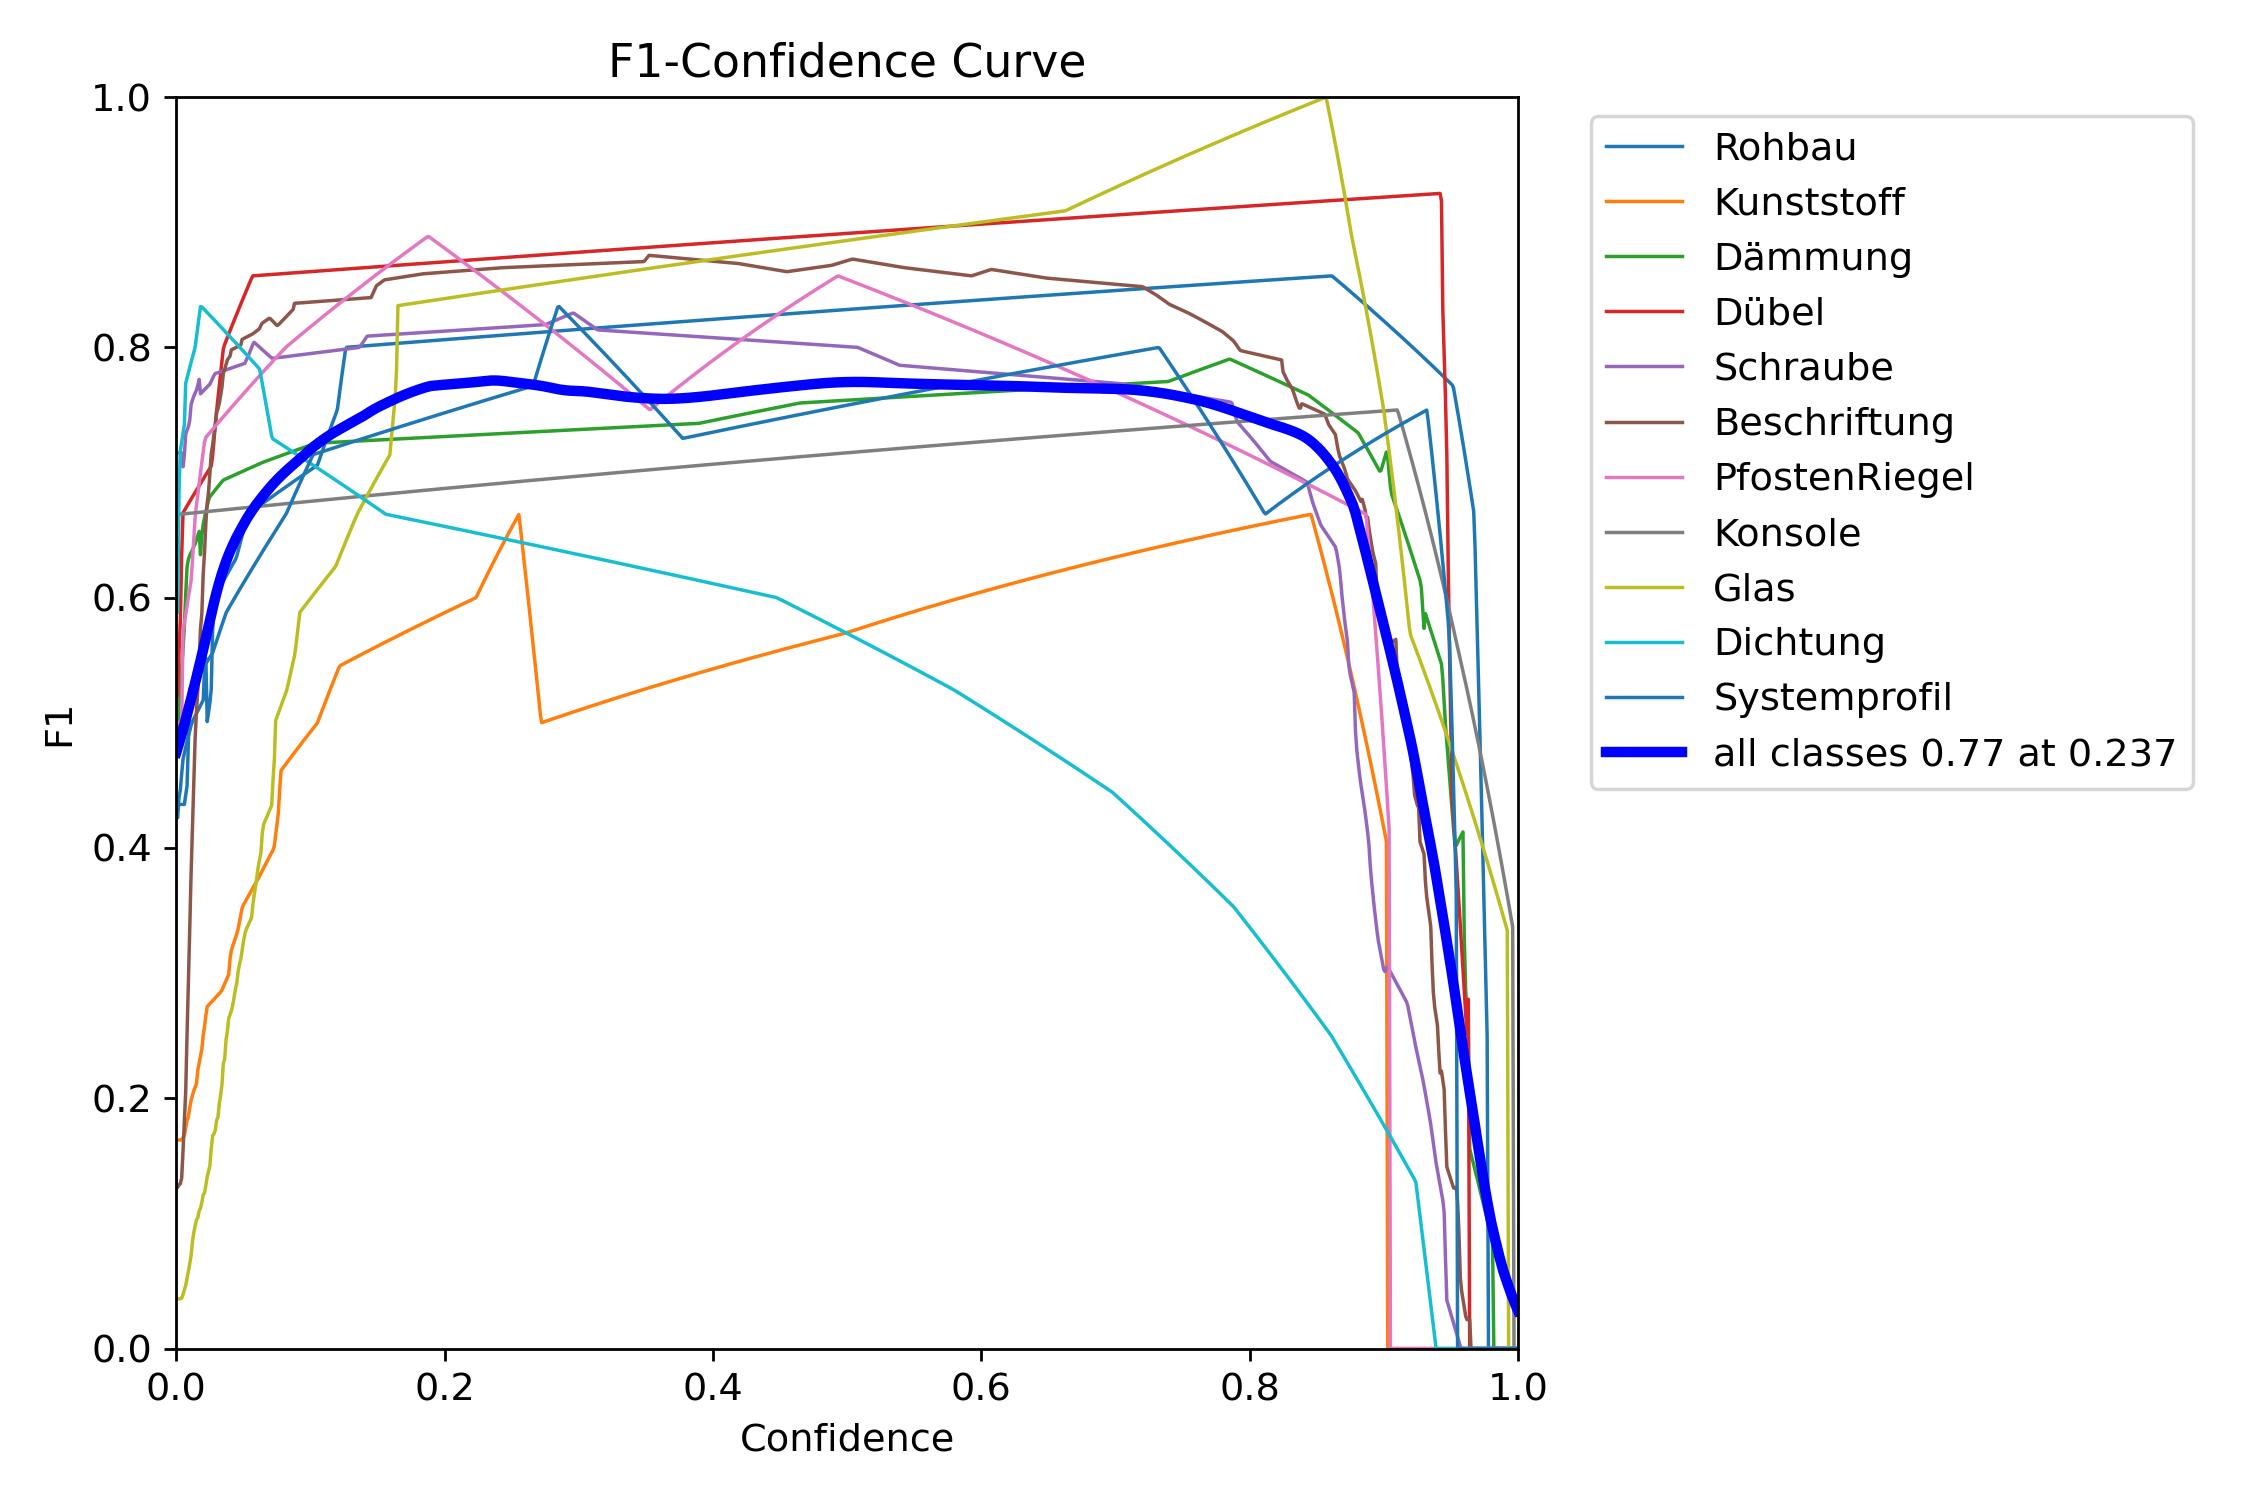 F1-Confidence Curve
1.0
0.8
0.6
0.4
0.2
0.0
F1
0.0 0.2 0.4 0.6 0.8 1.0
Confidence
Rohbau
Kunststoff
Dämmung
Dübel
Schraube
Beschriftung
PfostenRiegel
Konsole
Glas
Dichtung
Systemprofil
all classes 0.77 at 0.237